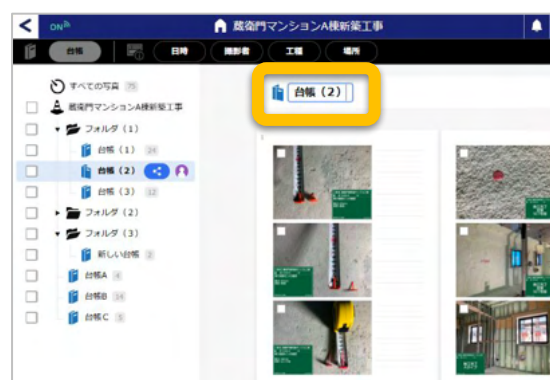 ON
蔵衛門マンションA棟新築工事
台帳 日時 撮影者 工種 場所
すべての写真 75
蔵衛門マンションA棟新築工事
フォルダ（1）
台帳（1） 24
台帳（2）
台帳（3） 12
フォルダ（2）
フォルダ（3）
新しい台帳 2
台帳A 4
台帳B 14
台帳C 5
台帳（2）